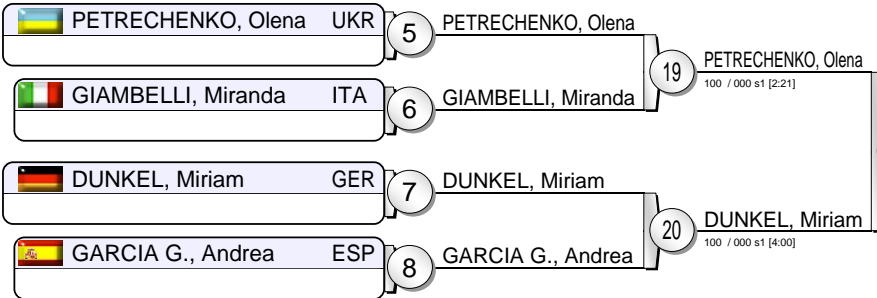 PETRECHENKO, Olena UKR
5
PETRECHENKO, Olena
19
PETRECHENKO, Olena
100 / 000 s1 [2:21]
GIAMBELLI, Miranda ITA
6
GIAMBELLI, Miranda
DUNKEL, Miriam GER
7
DUNKEL, Miriam
20
DUNKEL, Miriam
100 / 000 s1 [4:00]
GARCIA G., Andrea ESP
8
GARCIA G., Andrea